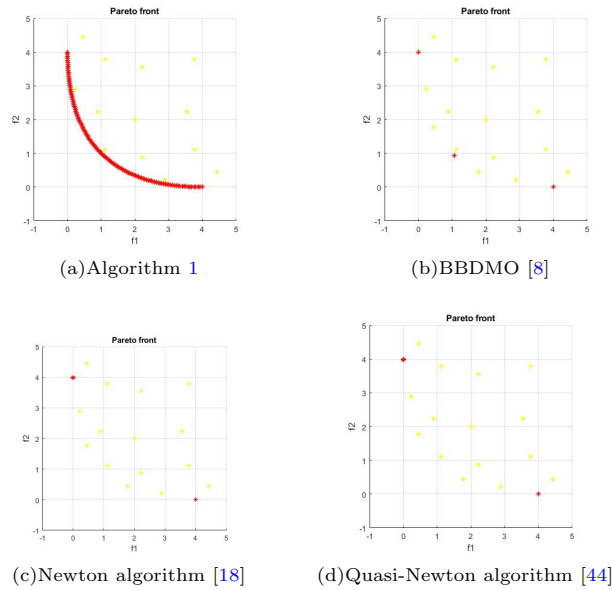 Pareto front
5
4
3
2
1
0
-1
f2
-1 0 1 2 3 4 5
f1
(a)Algorithm 1
Pareto front
5
4
3
2
1
0
-1
f2
-1 0 1 2 3 4 5
f1
(b)BBDMO [8]
Pareto front
5
4
3
2
1
0
-1
f2
-1 0 1 2 3 4 5
f1
(c)Newton algorithm [18]
Pareto front
5
4
3
2
1
0
-1
f2
-1 0 1 2 3 4 5
f1
(d)Quasi-Newton algorithm [44]